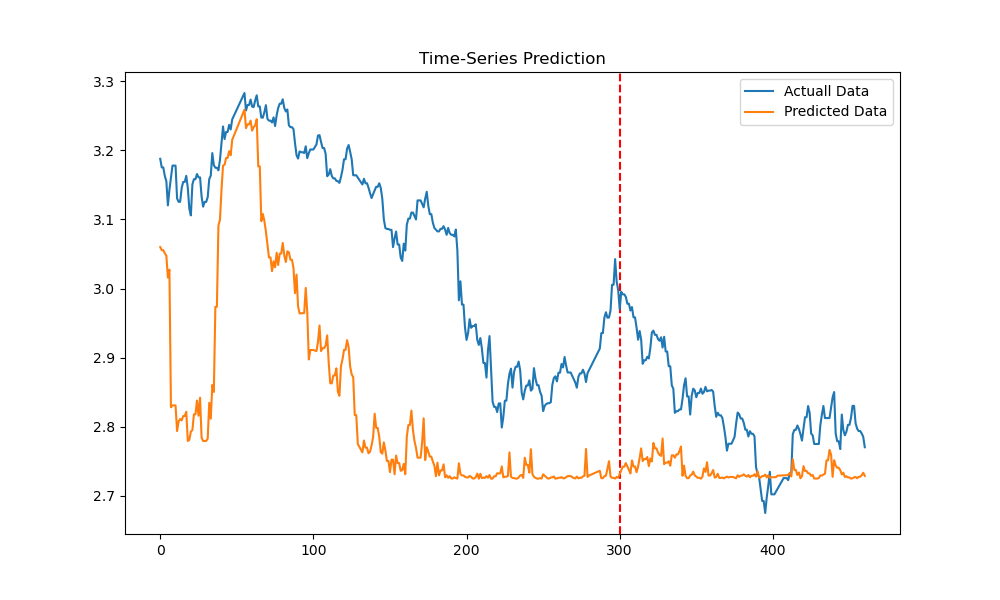 Time-Series Prediction
Actuall Data
Predicted Data
3.3
3.2
3.1
3.0
2.9
2.8
2.7
0 100 200 300 400